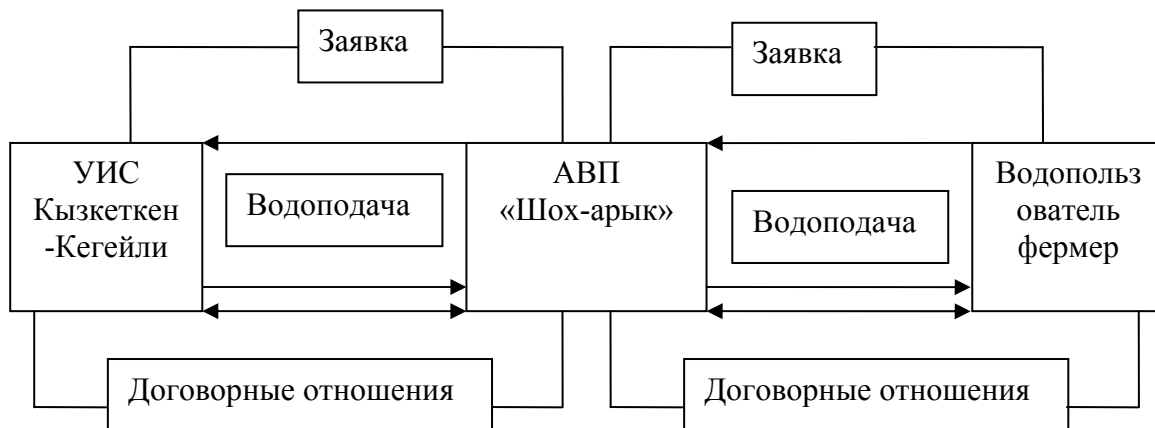 Заявка
Заявка
УИС
Кызкеткен
-Кегейли
Водоподача
АВП
«Шох-арык»
Водоподача
Водопольз
ователь
фермер
Договорные отношения
Договорные отношения